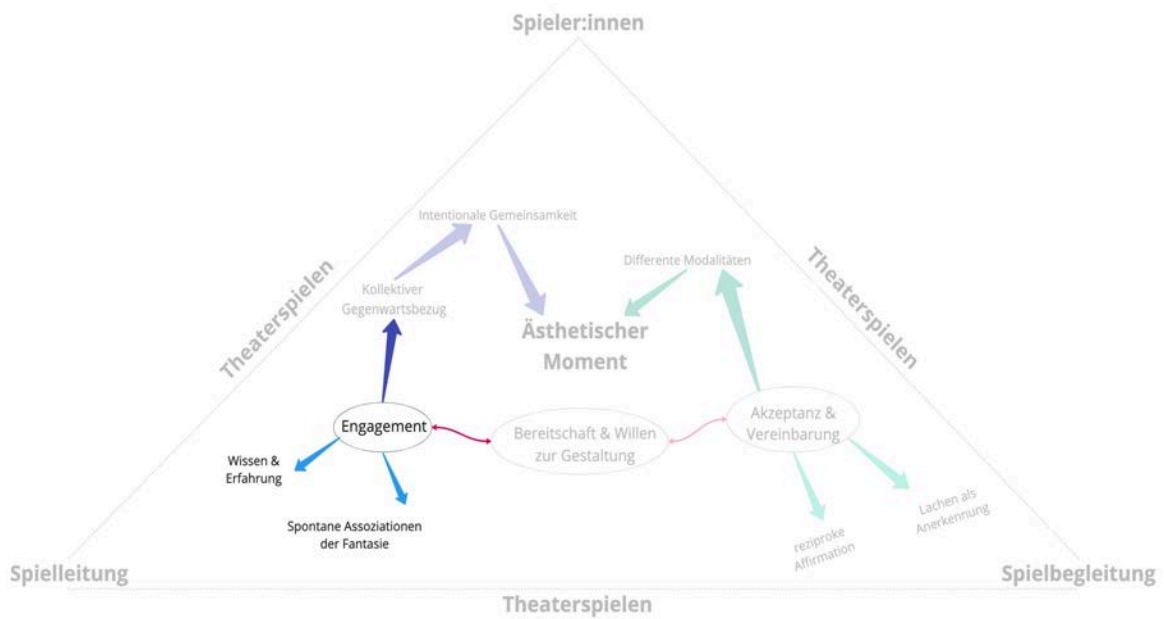 Spieler:innen
Intentionale Gemeinsamkeit
Differente Modalitäten
Theaterspielen
Theaterspielen
Kollektiver
Gegenwartsbezug
Ästhetischer
Moment
Engagement
Bereitschaft & Willen
zur Gestaltung
Akzeptanz &
Vereinbarung
Wissen &
Erfahrung
Spontane Assoziationen
der Fantasie
reziproke
Affirmation
Lachen als
Anerkennung
Spielleitung
Spielbegleitung
Theaterspielen